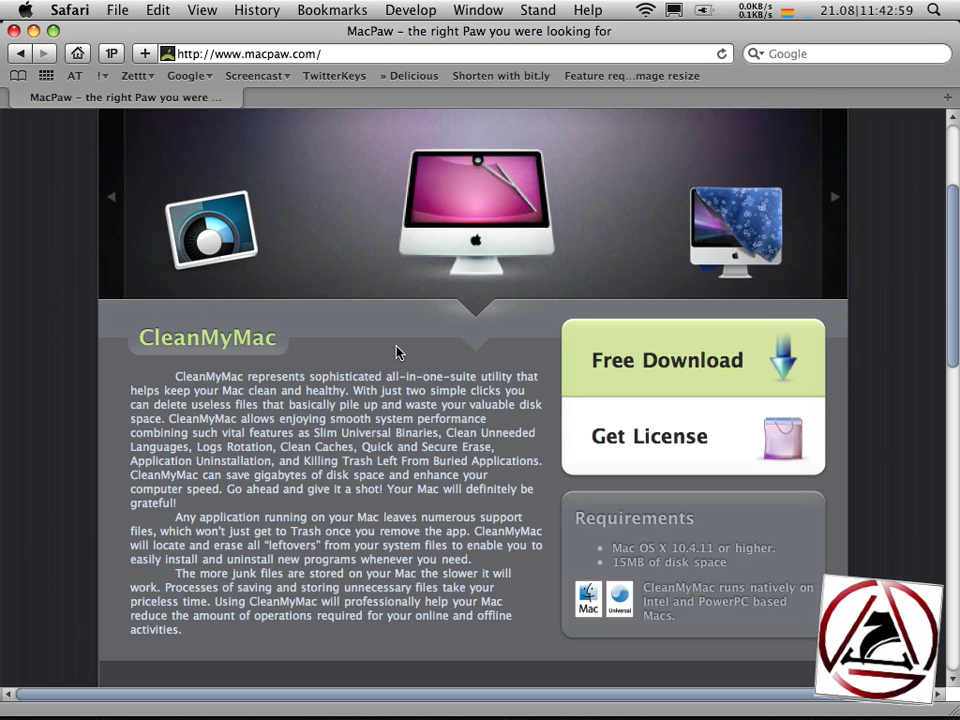 Safari File Edit View History Bookmarks Develop Window Stand Help 0.0KB/s 0.1KB/s 21.08|11:42:59
MacPaw – the right Paw you were looking for
1P + http://www.macpaw.com/ Google
AT !▾ Zettt▾ Google▾ Screencast▾ TwitterKeys » Delicious Shorten with bit.ly Feature req...mage resize
MacPaw – the right Paw you were ... +
CleanMyMac
CleanMyMac represents sophisticated all-in-one-suite utility that
helps keep your Mac clean and healthy. With just two simple clicks you
can delete useless files that basically pile up and waste your valuable disk
space. CleanMyMac allows enjoying smooth system performance
combining such vital features as Slim Universal Binaries, Clean Unneeded
Languages, Logs Rotation, Clean Caches, Quick and Secure Erase,
Application Uninstallation, and Killing Trash Left From Buried Applications.
CleanMyMac can save gigabytes of disk space and enhance your
computer speed. Go ahead and give it a shot! Your Mac will definitely be
grateful!
Any application running on your Mac leaves numerous support
files, which won't just get to Trash once you remove the app. CleanMyMac
will locate and erase all “leftovers” from your system files to enable you to
easily install and uninstall new programs whenever you need.
The more junk files are stored on your Mac the slower it will
work. Processes of saving and storing unnecessary files take your
priceless time. Using CleanMyMac will professionally help your Mac
reduce the amount of operations required for your online and offline
activities.
Free Download
Get License
Requirements
• Mac OS X 10.4.11 or higher.
• 15MB of disk space
Mac Universal
CleanMyMac runs natively on
Intel and PowerPC based
Macs.